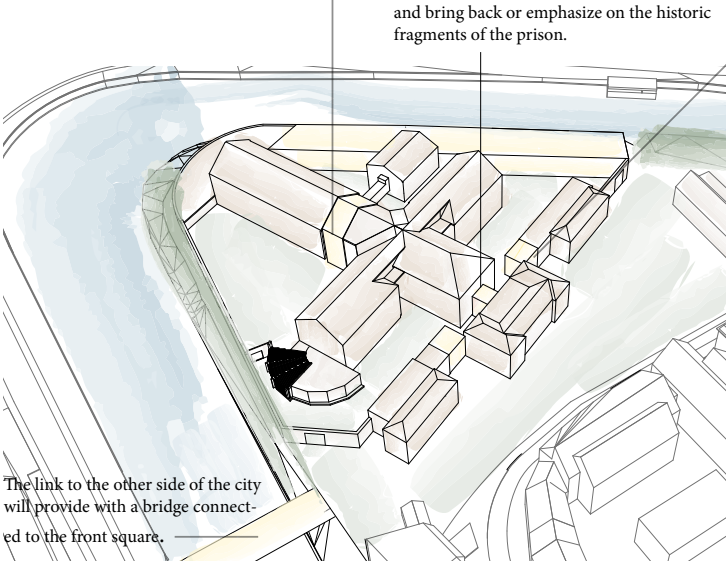 and bring back or emphasize on the historic
fragments of the prison.
The link to the other side of the city
will provide with a bridge connect-
ed to the front square.